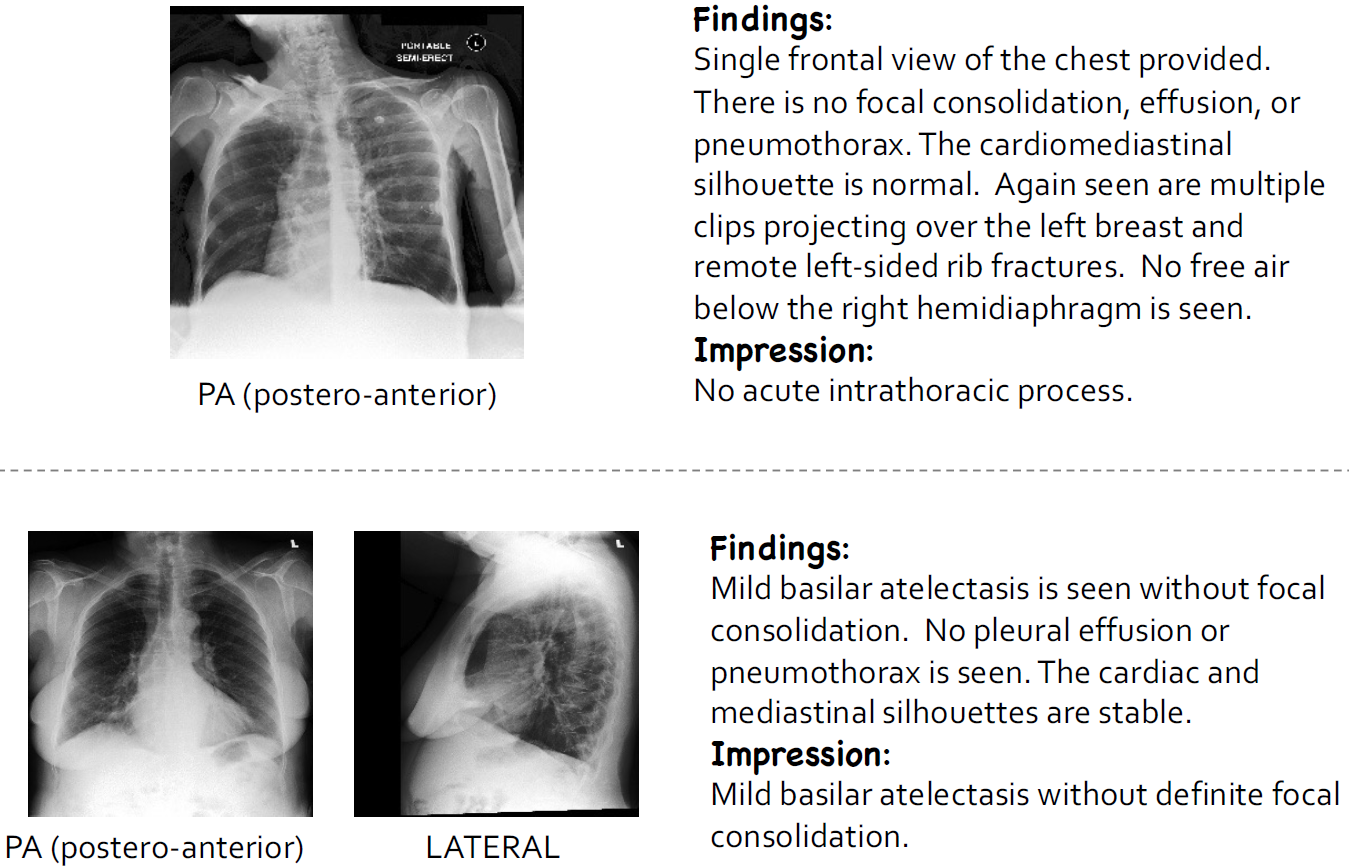 PORTABLE
SEMI-ERECT
L
PA (postero-anterior)
Findings:
Single frontal view of the chest provided.
There is no focal consolidation, effusion, or
pneumothorax. The cardiomediastinal
silhouette is normal.  Again seen are multiple
clips projecting over the left breast and
remote left-sided rib fractures.  No free air
below the right hemidiaphragm is seen.
Impression:
No acute intrathoracic process.
L
PA (postero-anterior)
L
LATERAL
Findings:
Mild basilar atelectasis is seen without focal
consolidation.  No pleural effusion or
pneumothorax is seen. The cardiac and
mediastinal silhouettes are stable.
Impression:
Mild basilar atelectasis without definite focal
consolidation.